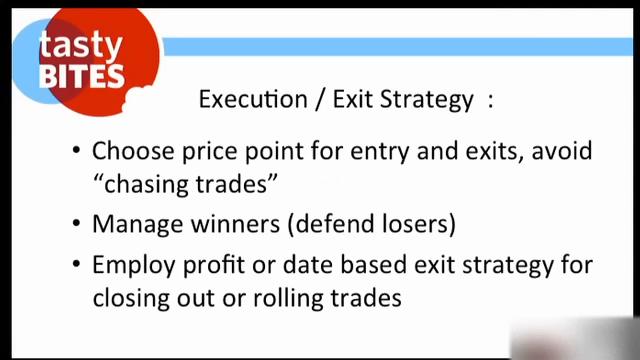 tasty
BITES
Execution / Exit Strategy :
• Choose price point for entry and exits, avoid
“chasing trades”
• Manage winners (defend losers)
• Employ profit or date based exit strategy for
closing out or rolling trades